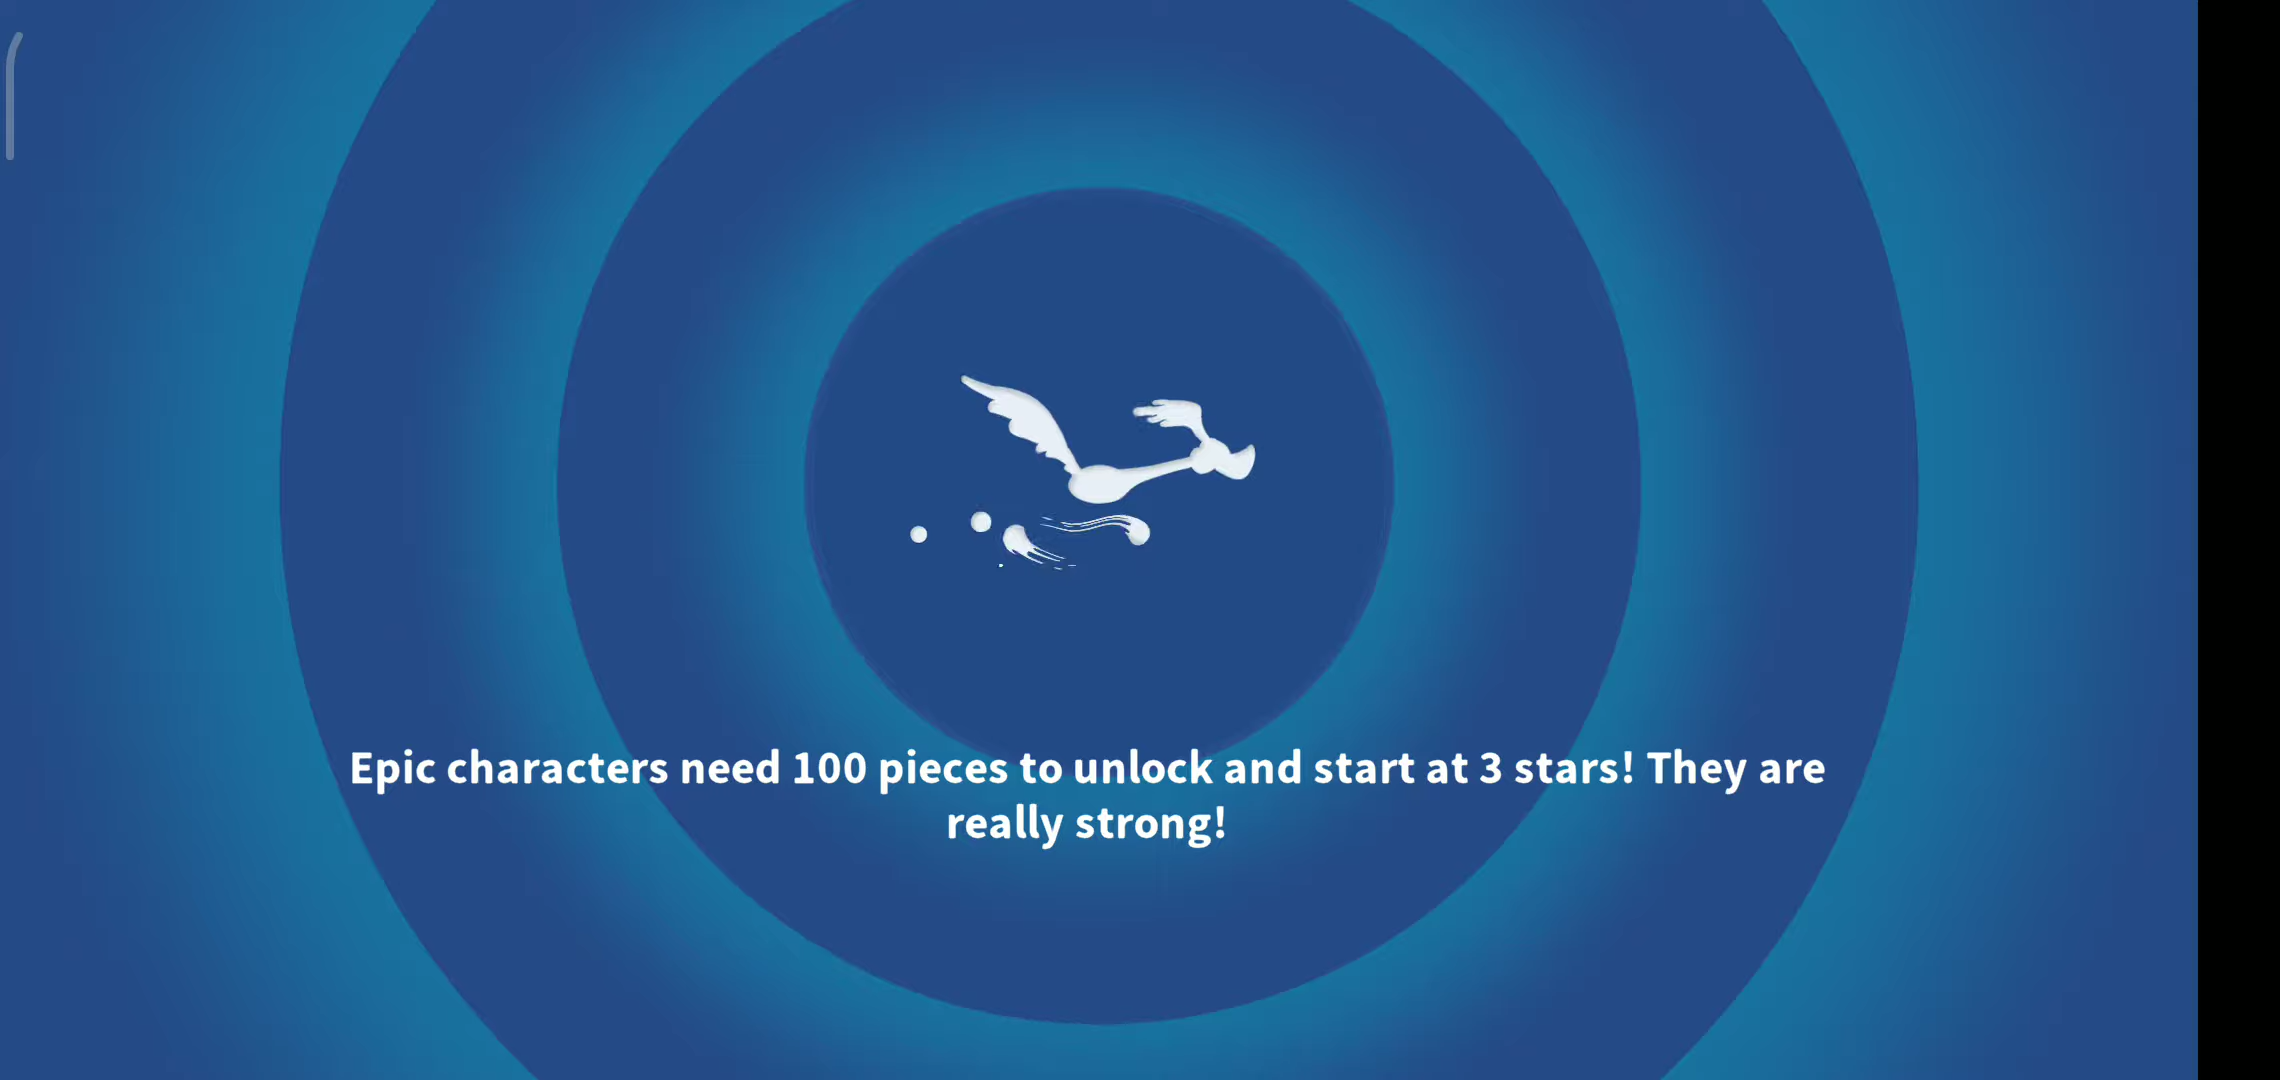 Epic characters need 100 pieces to unlock and start at 3 stars! They are
really strong!